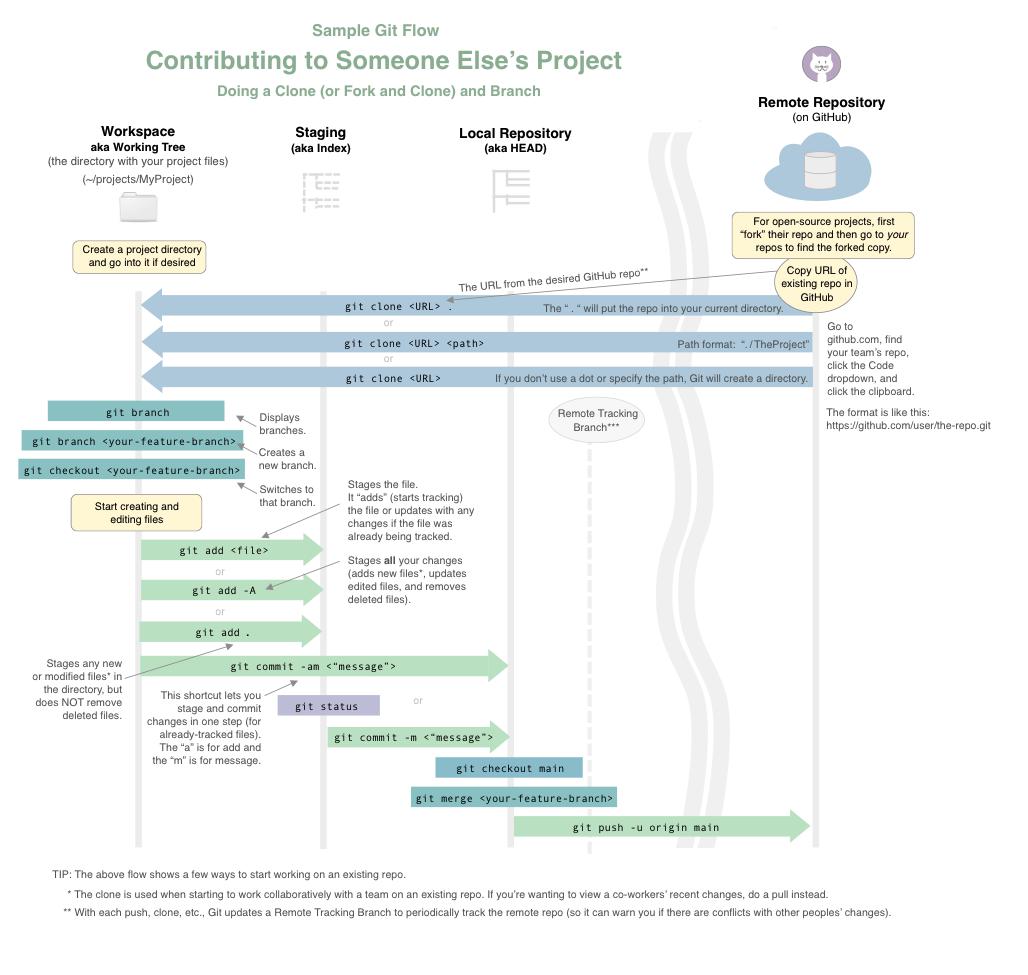 Sample Git Flow
Contributing to Someone Else’s Project
Doing a Clone (or Fork and Clone) and Branch
Remote Repository
(on GitHub)
Workspace
aka Working Tree
(the directory with your project files)
(~/projects/MyProject)
Staging
(aka Index)
Local Repository
(aka HEAD)
For open-source projects, first
“fork” their repo and then go to your
repos to find the forked copy.
Create a project directory
and go into it if desired
Copy URL of
existing repo in
GitHub
The URL from the desired GitHub repo**
git clone <URL> .
The “ . “ will put the repo into your current directory.
or
git clone <URL> <path>
Path format: “./TheProject”
or
git clone <URL>
If you don’t use a dot or specify the path, Git will create a directory.
Go to
github.com, find
your team’s repo,
click the Code
dropdown, and
click the clipboard.
The format is like this:
https://github.com/user/the-repo.git
Remote Tracking
Branch***
git branch
Displays
branches.
git branch <your-feature-branch>
Creates a
new branch.
git checkout <your-feature-branch>
Switches to
that branch.
Start creating and
editing files
Stages the file.
It “adds” (starts tracking)
the file or updates with any
changes if the file was
already being tracked.
git add <file>
or
Stages all your changes
(adds new files*, updates
edited files, and removes
deleted files).
git add -A
or
git add .
Stages any new
or modified files* in
the directory, but
does NOT remove
deleted files.
git commit -am <“message”>
This shortcut lets you
stage and commit
changes in one step (for
already-tracked files).
The “a” is for add and
the “m” is for message.
git status
or
git commit -m <“message”>
git checkout main
git merge <your-feature-branch>
git push -u origin main
TIP: The above flow shows a few ways to start working on an existing repo.
* The clone is used when starting to work collaboratively with a team on an existing repo. If you’re wanting to view a co-workers’ recent changes, do a pull instead.
** With each push, clone, etc., Git updates a Remote Tracking Branch to periodically track the remote repo (so it can warn you if there are conflicts with other peoples’ changes).